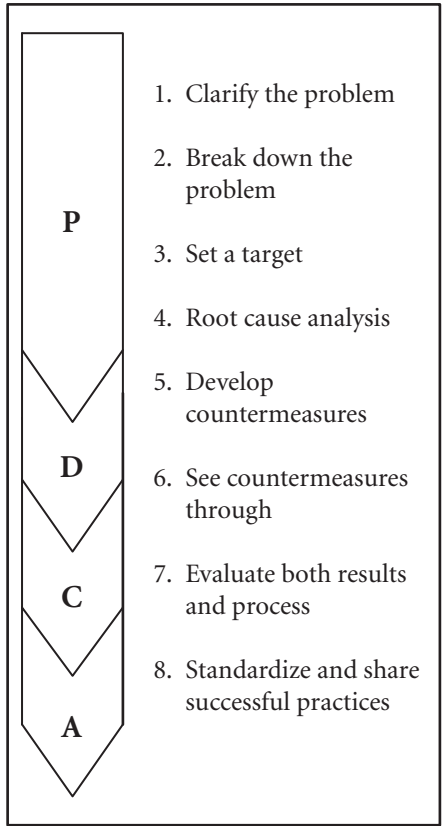 1. Clarify the problem
2. Break down the
problem
P
3. Set a target
4. Root cause analysis
5. Develop
countermeasures
D
6. See countermeasures
through
C
7. Evaluate both results
and process
8. Standardize and share
successful practices
A